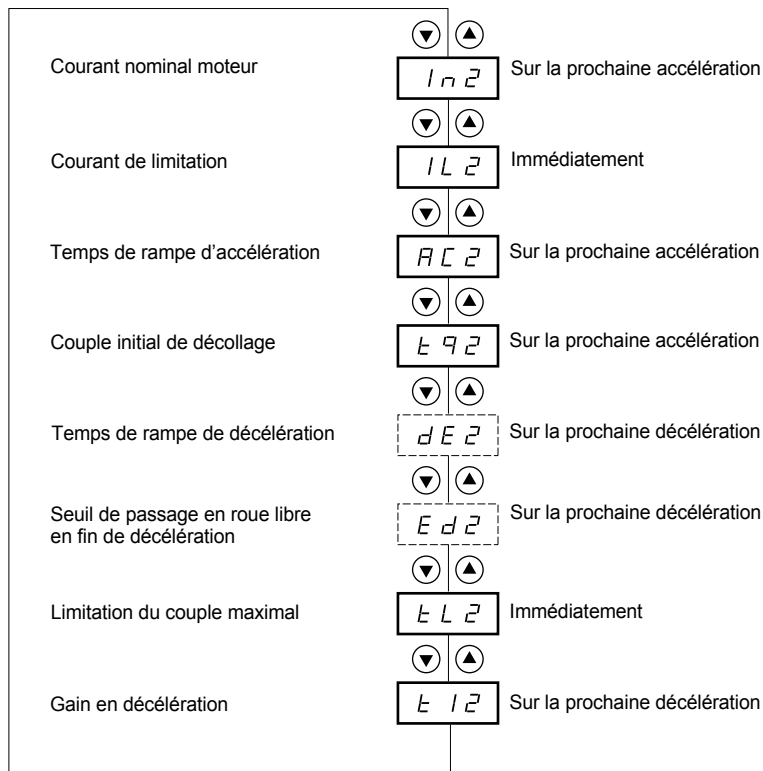 Courant nominal moteur
In2
Sur la prochaine accélération
Courant de limitation
IL2
Immédiatement
Temps de rampe d'accélération
AC2
Sur la prochaine accélération
Couple initial de décollage
tq2
Sur la prochaine accélération
Temps de rampe de décélération
dE2
Sur la prochaine décélération
Seuil de passage en roue libre
en fin de décélération
Ed2
Sur la prochaine décélération
Limitation du couple maximal
tL2
Immédiatement
Gain en décélération
tI2
Sur la prochaine décélération